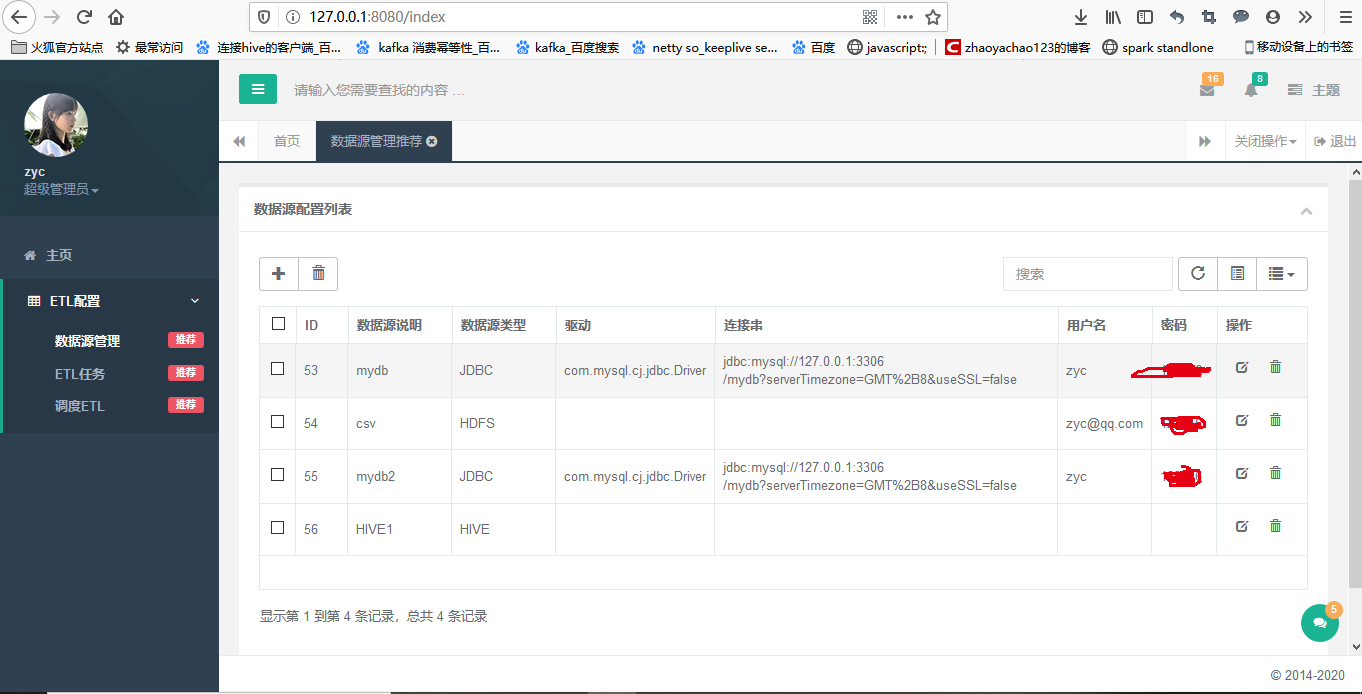 127.0.0.1:8080/index
火狐官方站点 最常访问 连接hive的客户端_百... kafka 消费幂等性_百... kafka_百度搜索 netty so_keeplive se... 百度 javascript:; zhaoyachao123的博客 spark standlone 移动设备上的书签
请输入您需要查找的内容 … 16 8 主题
zyc
超级管理员
首页 数据源管理推荐 关闭操作 退出
主页
ETL配置
数据源管理 推荐
ETL任务 推荐
调度ETL 推荐
数据源配置列表
搜索
ID 数据源说明 数据源类型 驱动 连接串 用户名 密码 操作
53 mydb JDBC com.mysql.cj.jdbc.Driver jdbc:mysql://127.0.0.1:3306
/mydb?serverTimezone=GMT%2B8&useSSL=false zyc
54 csv HDFS zyc@qq.com
55 mydb2 JDBC com.mysql.cj.jdbc.Driver jdbc:mysql://127.0.0.1:3306
/mydb?serverTimezone=GMT%2B8&useSSL=false zyc
56 HIVE1 HIVE
显示第 1 到第 4 条记录，总共 4 条记录
5
© 2014-2020